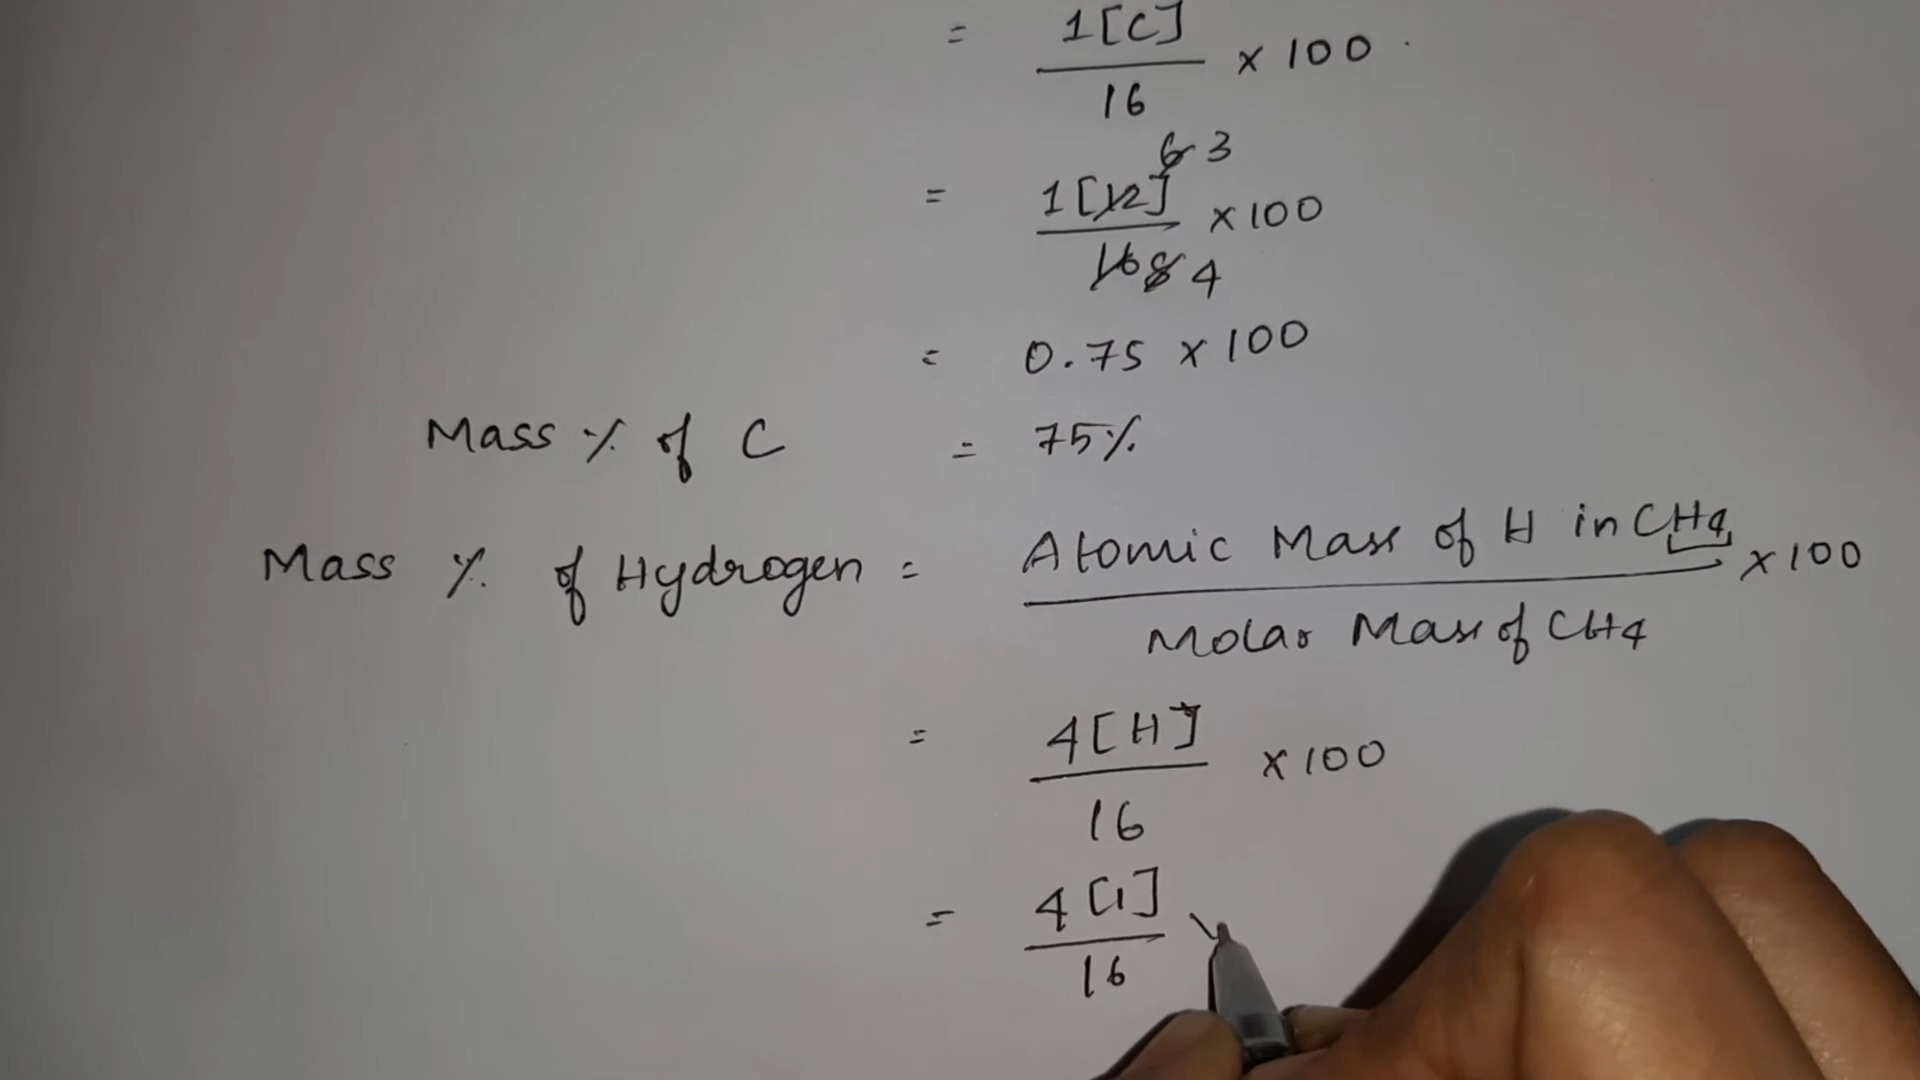 = 1[C]
16 × 100
6 3
= 1[12]
16 8 4 × 100
= 0.75 × 100
Mass % of C = 75%
Mass % of Hydrogen = Atomic Mass of H in CH4 × 100
Molar Mass of CH4
= 4[H] × 100
16
= 4[1]
16